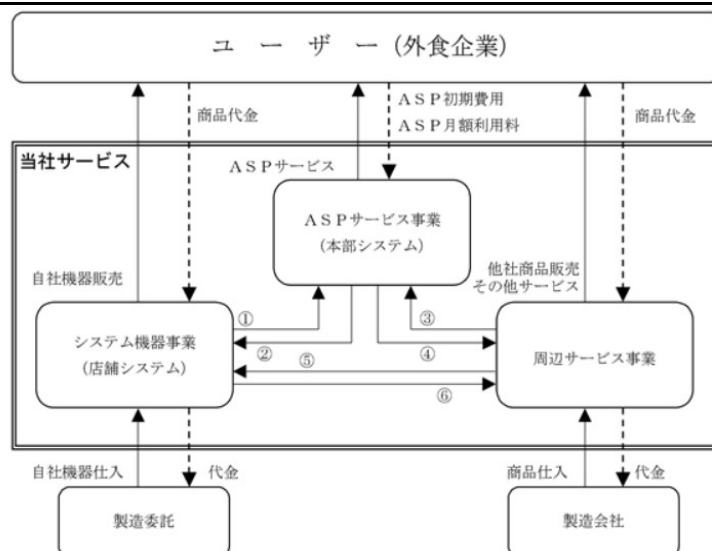 ユ ー ザ ー (外食企業)
商品代金
ASP初期費用
ASP月額利用料
商品代金
当社サービス
ASPサービス
ASPサービス事業
(本部システム)
自社機器販売
他社商品販売
その他サービス
システム機器事業
(店舗システム)
①
②
③
④
⑤
⑥
周辺サービス事業
自社機器仕入
代金
商品仕入
代金
製造委託
製造会社